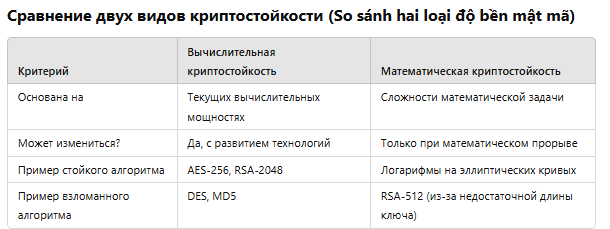 Сравнение двух видов криптостойкости (So sánh hai loại độ bền mật mã)
Критерий
Вычислительная
криптостойкость
Математическая криптостойкость
Основана на
Текущих вычислительных
мощностях
Сложности математической задачи
Может измениться?
Да, с развитием технологий
Только при математическом прорыве
Пример стойкого алгоритма
AES-256, RSA-2048
Логарифмы на эллиптических кривых
Пример взломанного
алгоритма
DES, MD5
RSA-512 (из-за недостаточной длины
ключа)